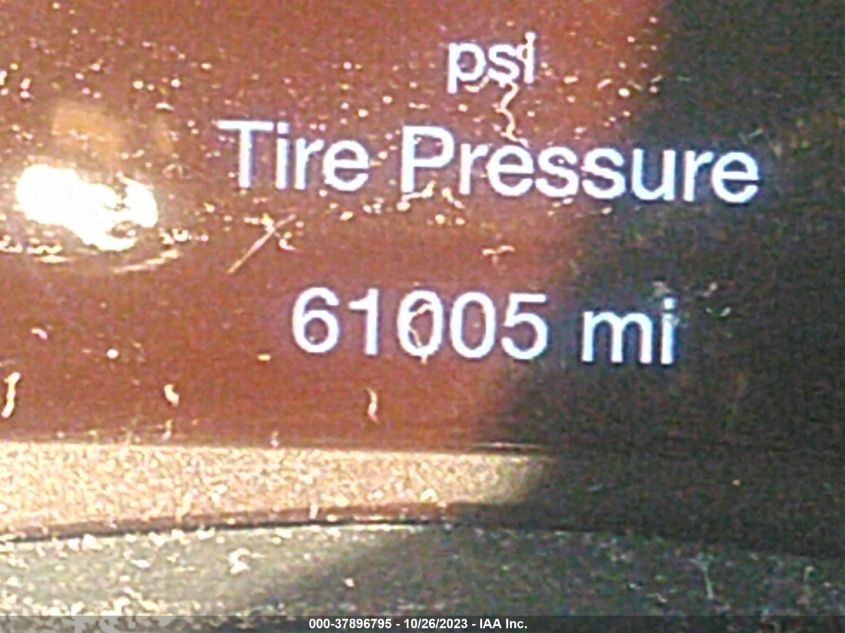 psi
Tire Pressure
61005 mi
000-37896795 - 10/26/2023 - IAA Inc.